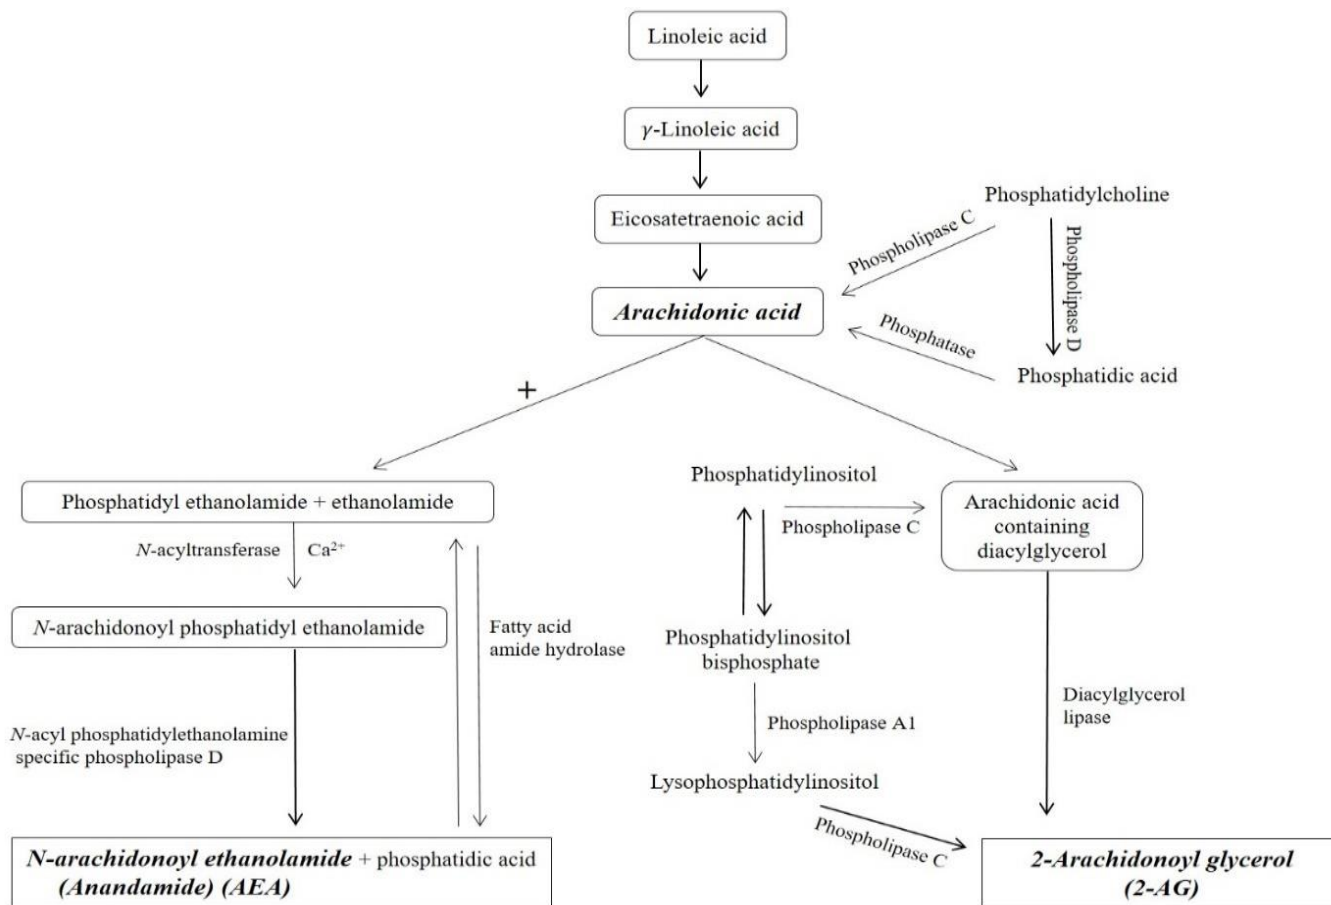 Linoleic acid
γ-Linoleic acid
Phosphatidylcholine
Eicosatetraenoic acid
Phospholipase C
Phospholipase D
Arachidonic acid
Phosphatase
Phosphatidic acid
+
Phosphatidyl ethanolamide + ethanolamide
Phosphatidylinositol
Arachidonic acid
containing
diacylglycerol
Phospholipase C
N-acyltransferase
Ca²⁺
N-arachidonoyl phosphatidyl ethanolamide
Fatty acid
amide hydrolase
Phosphatidylinositol
bisphosphate
Diacylglycerol
lipase
Phospholipase A1
N-acyl phosphatidylethanolamine
specific phospholipase D
Lysophosphatidylinositol
Phospholipase C
N-arachidonoyl ethanolamide + phosphatidic acid
(Anandamide) (AEA)
2-Arachidonoyl glycerol
(2-AG)